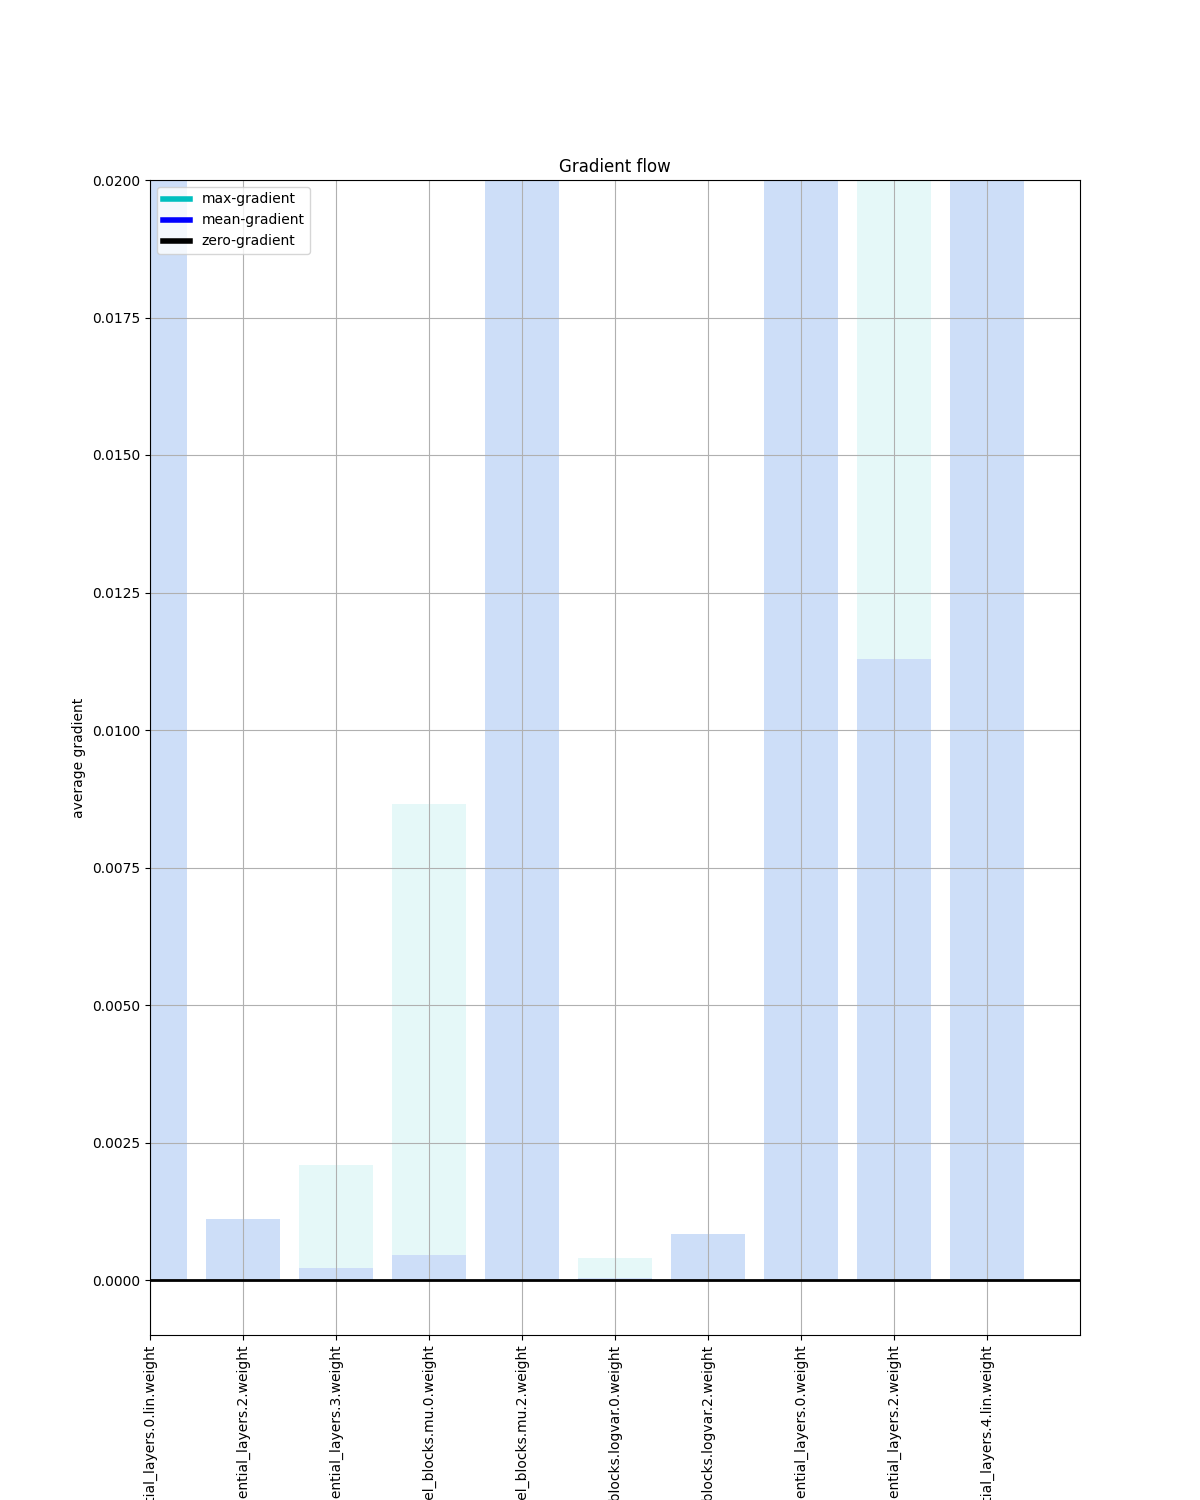 Gradient flow
max-gradient
mean-gradient
zero-gradient
0.0200
0.0175
0.0150
0.0125
0.0100
0.0075
0.0050
0.0025
0.0000
average gradient
tial_layers.0.lin.weight
ential_layers.2.weight
ential_layers.3.weight
el_blocks.mu.0.weight
el_blocks.mu.2.weight
blocks.logvar.0.weight
blocks.logvar.2.weight
ential_layers.0.weight
ential_layers.2.weight
tial_layers.4.lin.weight